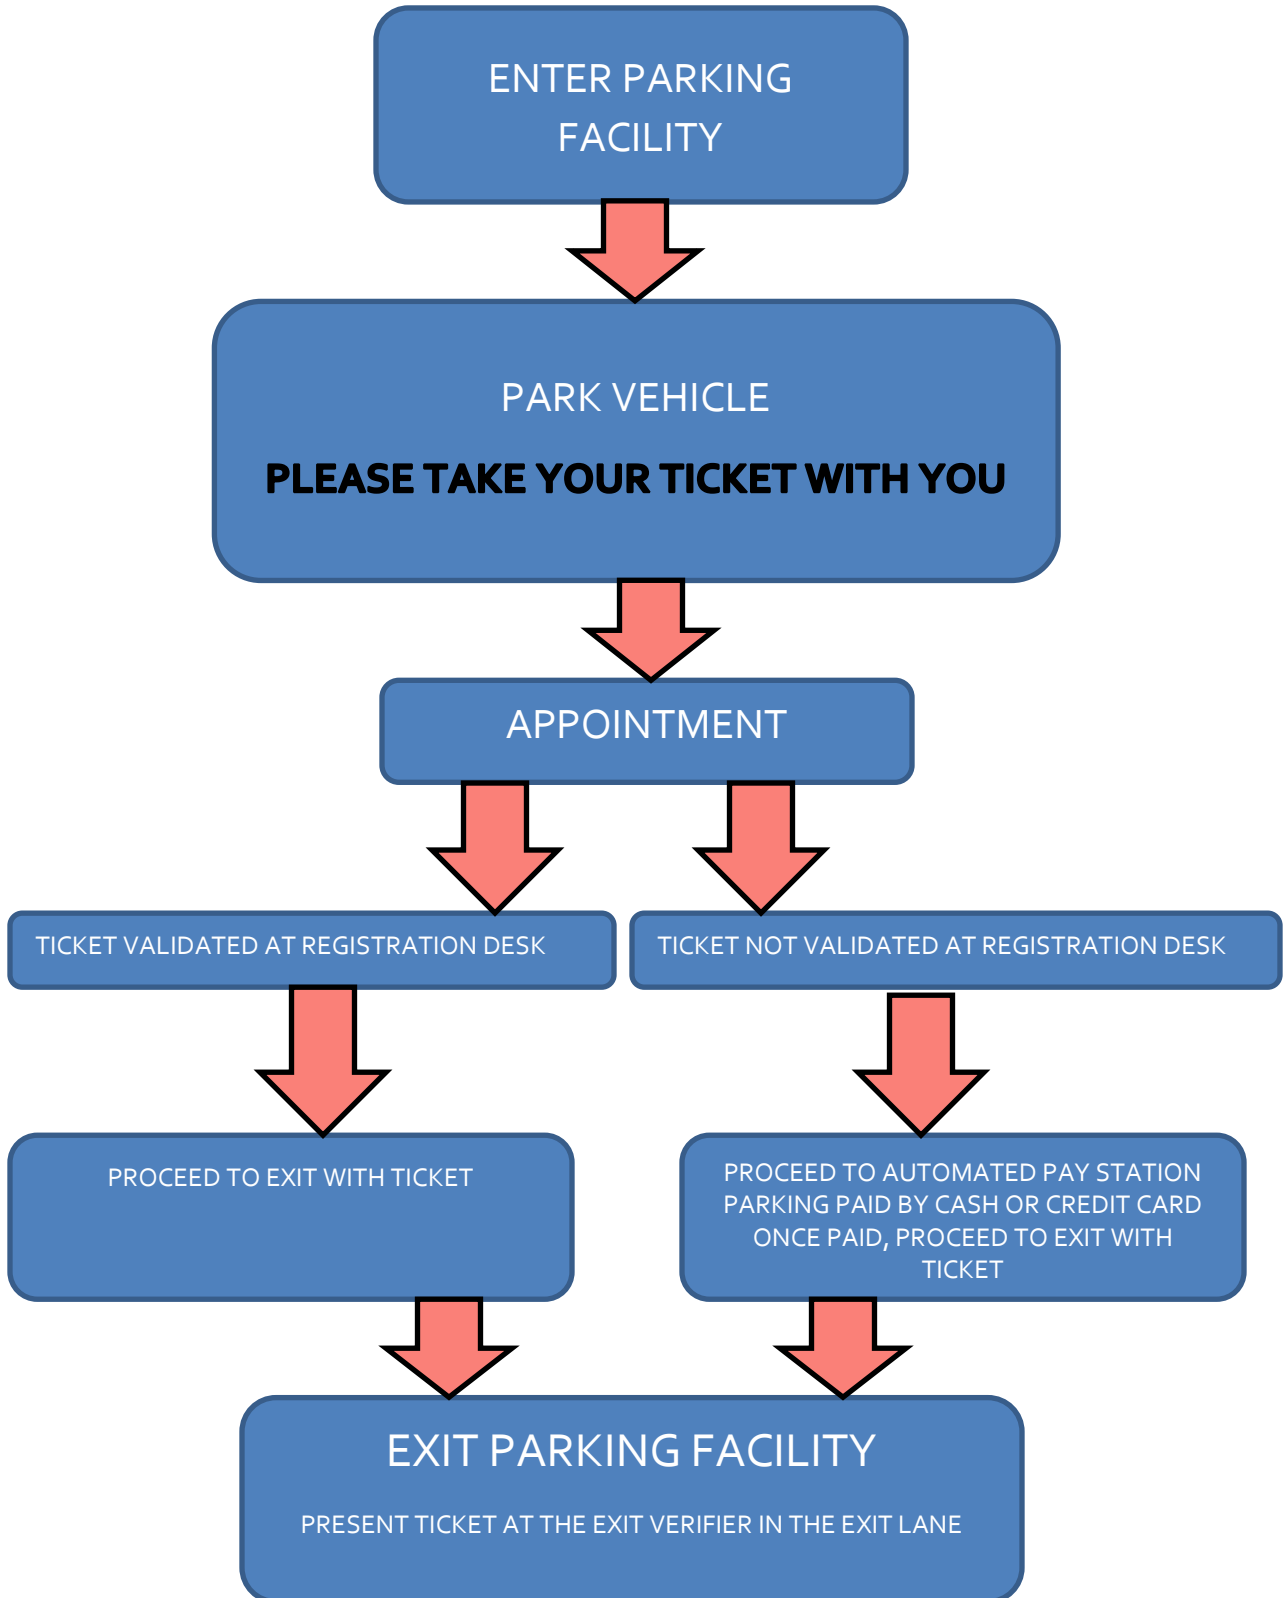 ENTER PARKING
FACILITY
PARK VEHICLE
PLEASE TAKE YOUR TICKET WITH YOU
APPOINTMENT
TICKET VALIDATED AT REGISTRATION DESK
TICKET NOT VALIDATED AT REGISTRATION DESK
PROCEED TO EXIT WITH TICKET
PROCEED TO AUTOMATED PAY STATION
PARKING PAID BY CASH OR CREDIT CARD
ONCE PAID, PROCEED TO EXIT WITH
TICKET
EXIT PARKING FACILITY
PRESENT TICKET AT THE EXIT VERIFIER IN THE EXIT LANE